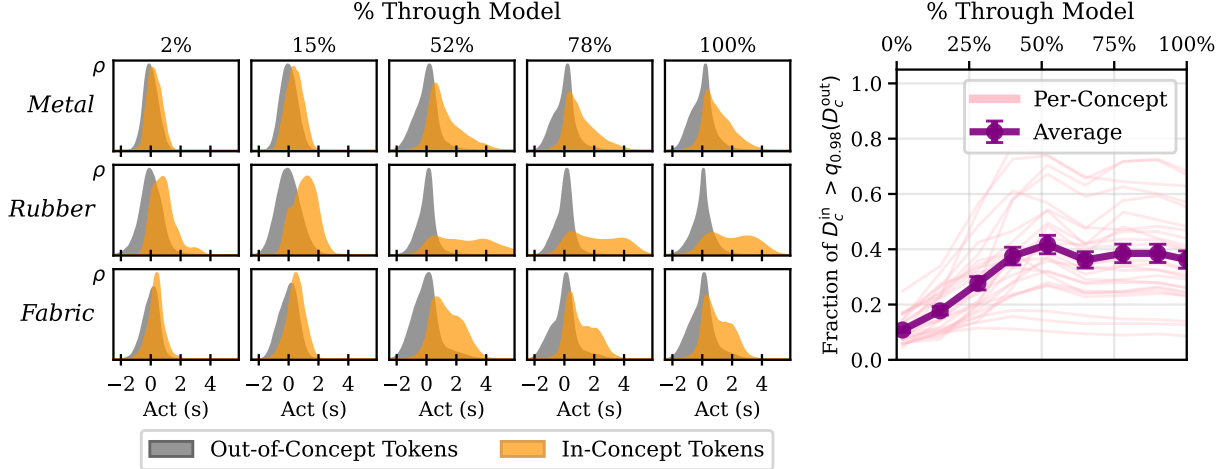 % Through Model
2% 15% 52% 78% 100%
ρ
Metal
ρ
Rubber
ρ
Fabric
−2 0 2 4 −2 0 2 4 −2 0 2 4 −2 0 2 4 −2 0 2 4
Act (s) Act (s) Act (s) Act (s) Act (s)
Out-of-Concept Tokens In-Concept Tokens
% Through Model
0% 25% 50% 75% 100%
Fraction of D_c^in > q_0.98(D_c^out)
1.0
0.8
0.6
0.4
0.2
0.0
Per-Concept
Average